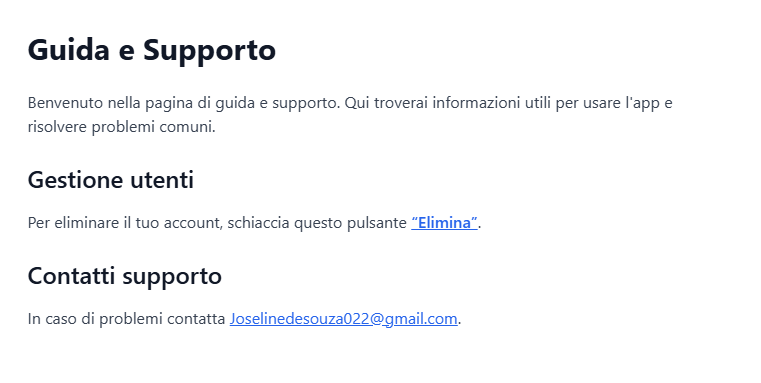 Guida e Supporto
Benvenuto nella pagina di guida e supporto. Qui troverai informazioni utili per usare l'app e
risolvere problemi comuni.
Gestione utenti
Per eliminare il tuo account, schiaccia questo pulsante “Elimina”.
Contatti supporto
In caso di problemi contatta Joselinedesouza022@gmail.com.